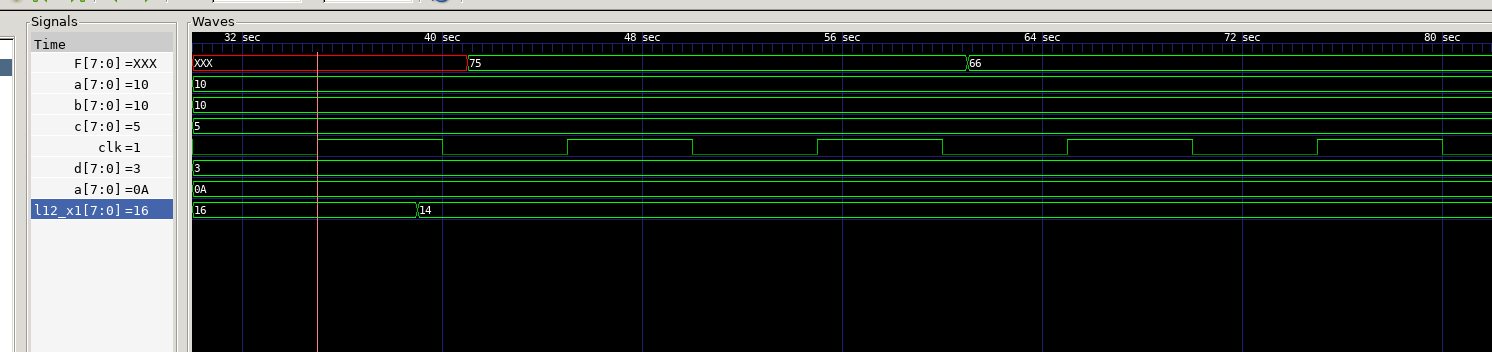 Signals
Waves
Time
32 sec 40 sec 48 sec 56 sec 64 sec 72 sec 80 sec
F[7:0] =XXX XXX 75 66
a[7:0] =10 10
b[7:0] =10 10
c[7:0] =5 5
clk =1
d[7:0] =3 3
a[7:0] =0A 0A
l12_x1[7:0] =16 16 14